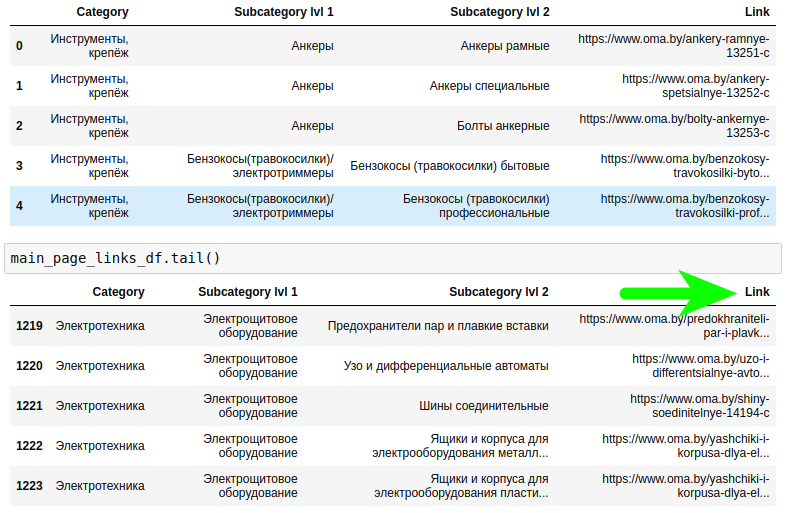 Category Subcategory lvl 1 Subcategory lvl 2 Link
0 Инструменты, крепёж Анкеры Анкеры рамные https://www.oma.by/ankery-ramnye-13251-c
1 Инструменты, крепёж Анкеры Анкеры специальные https://www.oma.by/ankery-spetsialnye-13252-c
2 Инструменты, крепёж Анкеры Болты анкерные https://www.oma.by/bolty-ankernye-13253-c
3 Инструменты, крепёж Бензокосы(травокосилки)/электротриммеры Бензокосы (травокосилки) бытовые https://www.oma.by/benzokosy-travokosilki-byto...
4 Инструменты, крепёж Бензокосы(травокосилки)/электротриммеры Бензокосы (травокосилки) профессиональные https://www.oma.by/benzokosy-travokosilki-prof...
main_page_links_df.tail()
Category Subcategory lvl 1 Subcategory lvl 2 Link
1219 Электротехника Электрощитовое оборудование Предохранители пар и плавкие вставки https://www.oma.by/predokhraniteli-par-i-plavk...
1220 Электротехника Электрощитовое оборудование Узо и дифференциальные автоматы https://www.oma.by/uzo-i-differentsialnye-avto...
1221 Электротехника Электрощитовое оборудование Шины соединительные https://www.oma.by/shiny-soedinitelnye-14194-c
1222 Электротехника Электрощитовое оборудование Ящики и корпуса для электрооборудования металл... https://www.oma.by/yashchiki-i-korpusa-dlya-el...
1223 Электротехника Электрощитовое оборудование Ящики и корпуса для электрооборудования пласти... https://www.oma.by/yashchiki-i-korpusa-dlya-el...